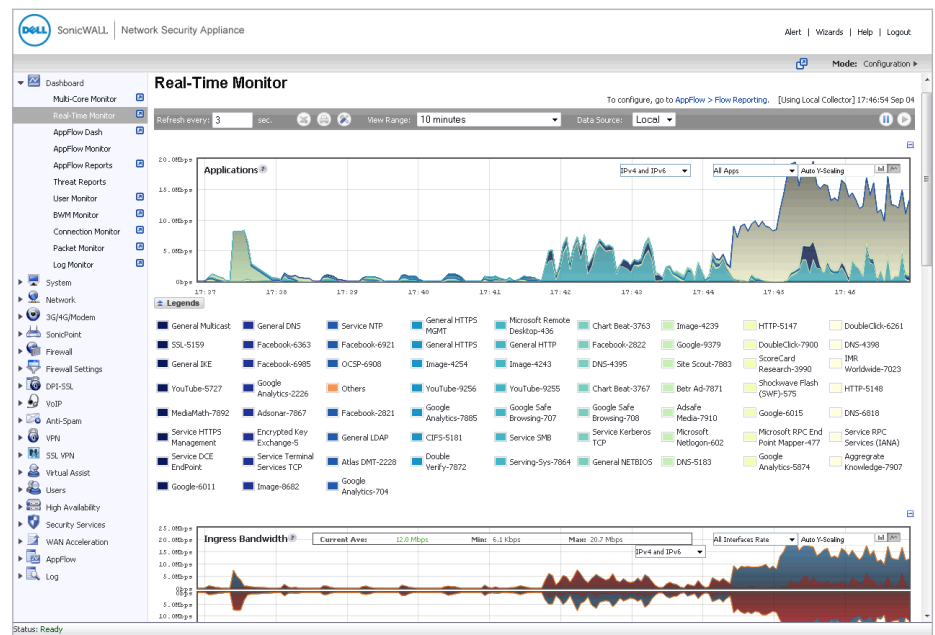 DELL SonicWALL | Network Security Appliance
Alert | Wizards | Help | Logout
Mode: Configuration
Dashboard
Multi-Core Monitor
Real-Time Monitor
AppFlow Dash
AppFlow Monitor
AppFlow Reports
Threat Reports
User Monitor
BWM Monitor
Connection Monitor
Packet Monitor
Log Monitor
System
Network
3G/4G/Modem
SonicPoint
Firewall
Firewall Settings
DPI-SSL
VoIP
Anti-Spam
VPN
SSL VPN
Virtual Assist
Users
High Availability
Security Services
WAN Acceleration
AppFlow
Log
Real-Time Monitor
To configure, go to AppFlow > Flow Reporting. [Using Local Collector] 17:46:54 Sep 04
Refresh every: 3 sec. View Range: 10 minutes Data Source: Local
20.0Mbps
15.0Mbps
10.0Mbps
5.0Mbps
0bps
Applications IPv4 and IPv6 All Apps Auto Y-Scaling
17:37 17:38 17:39 17:40 17:41 17:42 17:43 17:44 17:45 17:46
Legends
General Multicast General DNS Service NTP General HTTPS MGMT Microsoft Remote Desktop-436 Chart Beat-3763 Image-4239 HTTP-5147 DoubleClick-6261
SSL-5159 Facebook-6363 Facebook-6921 General HTTPS General HTTP Facebook-2822 Google-9379 DoubleClick-7900 DNS-4398
General IKE Facebook-6985 OCSP-6908 Image-4254 Image-4243 DNS-4395 Site Scout-7883 ScoreCard Research-3990 IMR Worldwide-7023
YouTube-5727 Google Analytics-2226 Others YouTube-9256 YouTube-9255 Chart Beat-3767 Betr Ad-7871 Shockwave Flash (SWF)-575 HTTP-5148
MediaMath-7892 Adsonar-7867 Facebook-2821 Google Analytics-7885 Google Safe Browsing-707 Google Safe Browsing-708 Adsafe Media-7910 Google-6015 DNS-6818
Service HTTPS Management Encrypted Key Exchange-5 General LDAP CIFS-5181 Service SMB Service Kerberos TCP Microsoft Netlogon-602 Microsoft RPC End Point Mapper-477 Service RPC Services (IANA)
Service DCE EndPoint Service Terminal Services TCP Atlas DMT-2228 Double Verify-7872 Serving-Sys-7864 General NETBIOS DNS-5183 Google Analytics-5874 Aggregrate Knowledge-7907
Google-6011 Image-8682 Google Analytics-704
25.0Mbps
20.0Mbps
15.0Mbps
10.0Mbps
5.0Mbps
0bps
5.0Mbps
10.0Mbps
Ingress Bandwidth Current Ave: 12.0 Mbps Min: 6.1 Kbps Max: 20.7 Mbps All Interfaces Rate Auto Y-Scaling
IPv4 and IPv6
Status: Ready